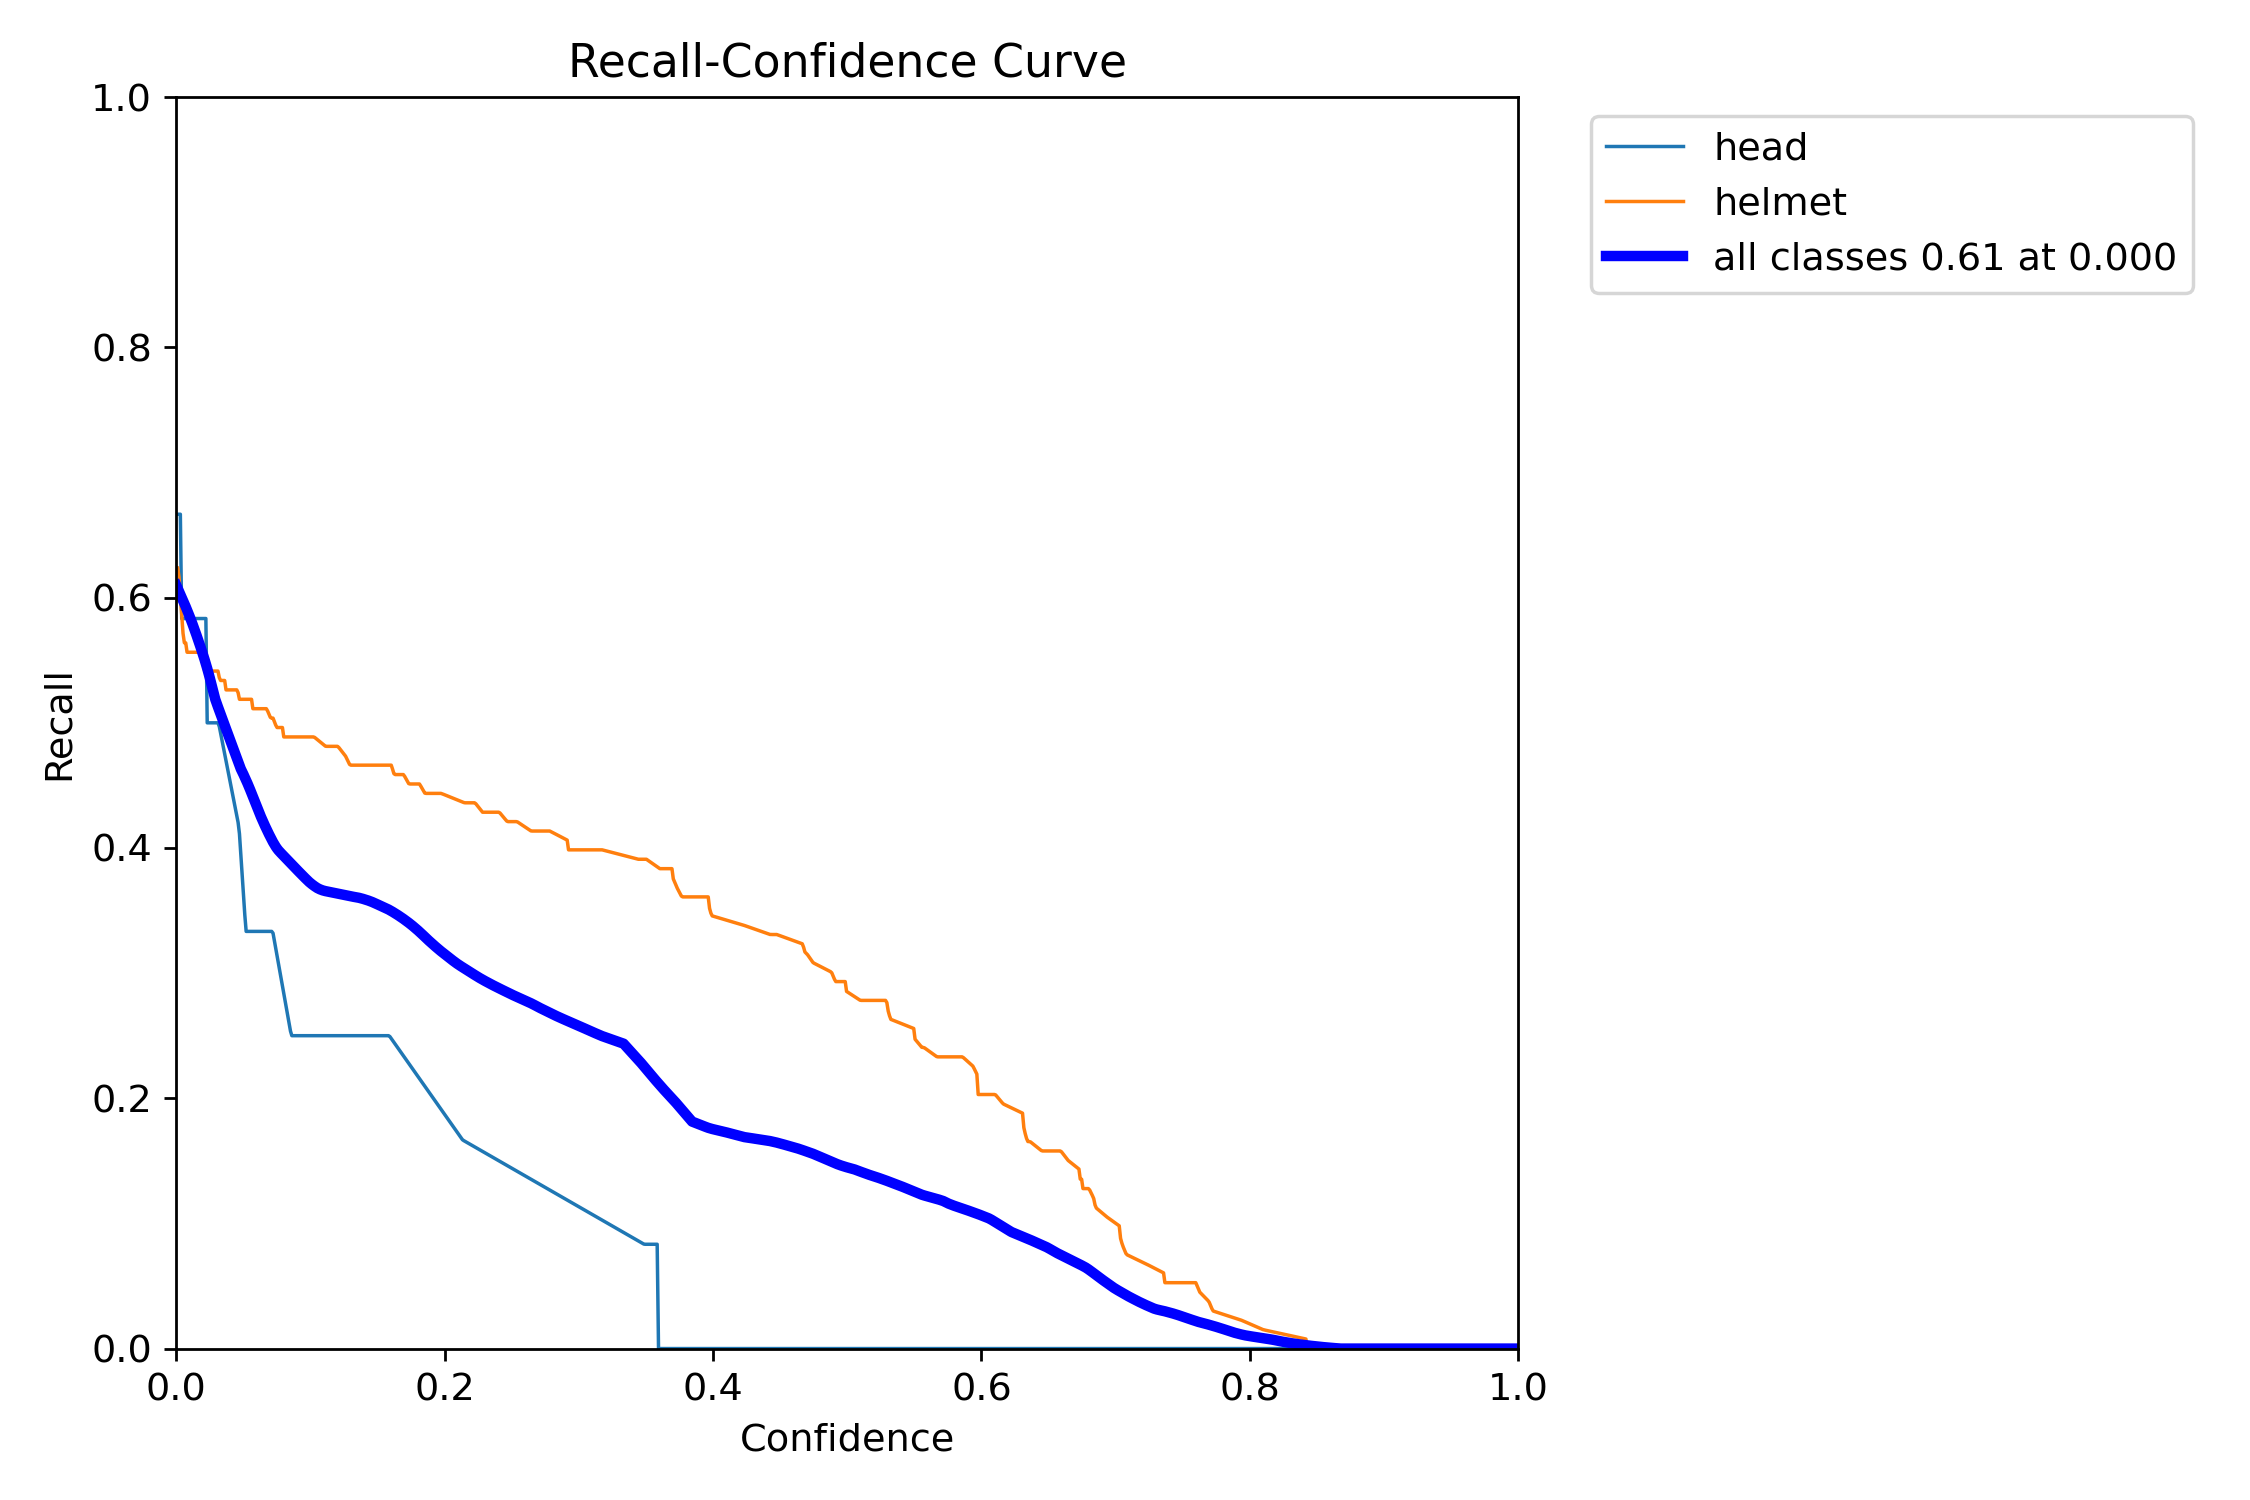 Recall-Confidence Curve
1.0
0.8
0.6
0.4
0.2
0.0
Recall
0.0 0.2 0.4 0.6 0.8 1.0
Confidence
head
helmet
all classes 0.61 at 0.000